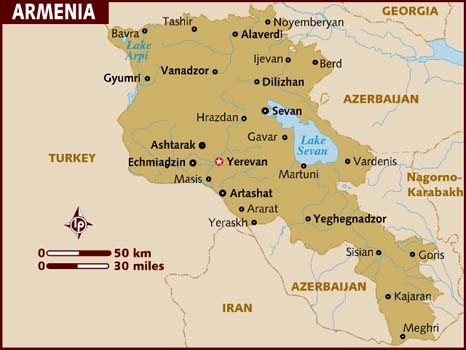 ARMENIA
GEORGIA
Tashir
Noyemberyan
Bavra
Alaverdi
Lake
Arpi
Ijevan
Berd
Vanadzor
Gyumri
Dilizhan
AZERBAIJAN
Sevan
Hrazdan
Gavar
Lake
Sevan
Ashtarak
TURKEY
Echmiadzin
Yerevan
Vardenis
Martuni
Nagorno-
Karabakh
Masis
Artashat
Ararat
Yeghegnadzor
Yeraskh
LP
0 50 km
0 30 miles
Sisian
Goris
AZERBAIJAN
IRAN
Kajaran
Meghri